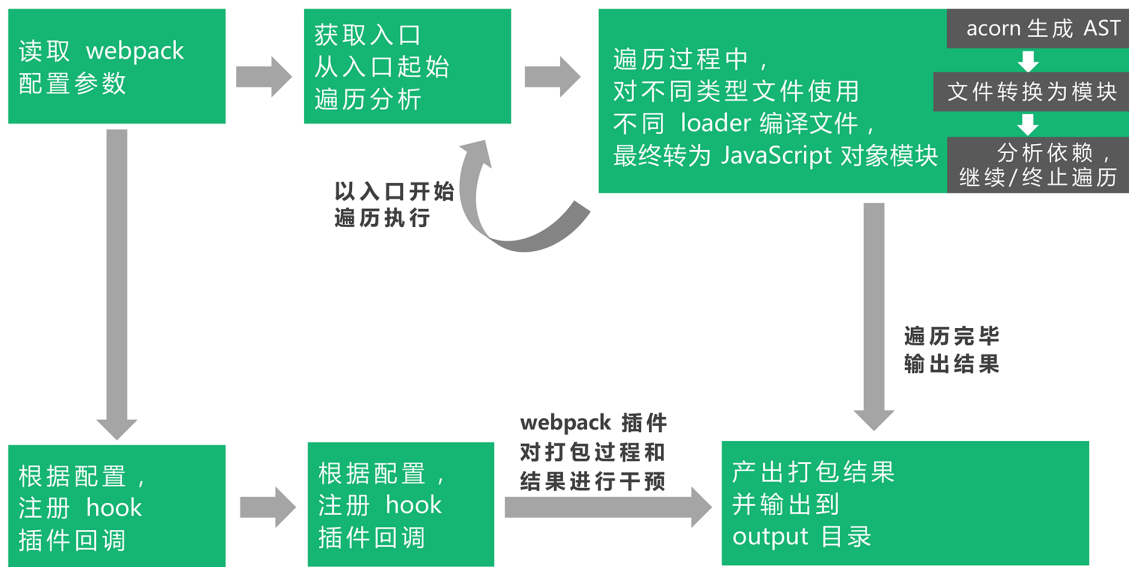 读取 webpack
配置参数
获取入口
从入口起始
遍历分析
遍历过程中，
对不同类型文件使用
不同 loader 编译文件，
最终转为 JavaScript 对象模块
acorn 生成 AST
文件转换为模块
分析依赖，
继续/终止遍历
以入口开始
遍历执行
遍历完毕
输出结果
根据配置，
注册 hook
插件回调
根据配置，
注册 hook
插件回调
webpack 插件
对打包过程和
结果进行干预
产出打包结果
并输出到
output 目录